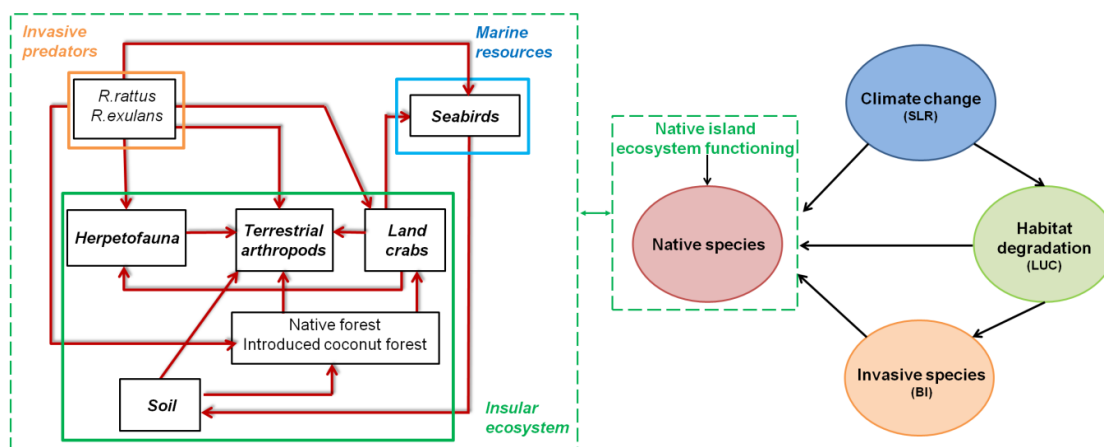 Invasive
predators
R.rattus
R.exulans
Marine
resources
Seabirds
Herpetofauna
Terrestrial
arthropods
Land
crabs
Native forest
Introduced coconut forest
Soil
Insular
ecosystem
Native island
ecosystem functioning
Native species
Climate change
(SLR)
Habitat
degradation
(LUC)
Invasive species
(BI)